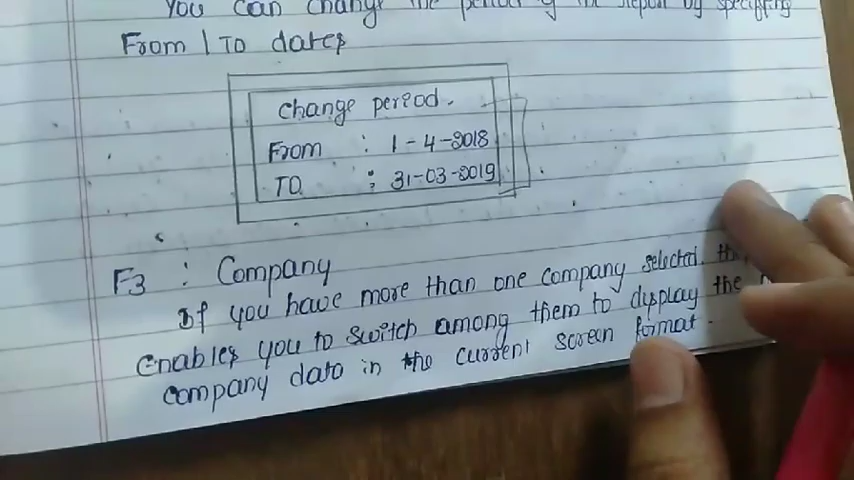 You can change the period of the report by specifying
From / To dates
change period.
From : 1-4-2018
TO : 31-03-2019
F3 : Company
If you have more than one company selected.
enables you to switch among them to display the
company data in the current screen format.